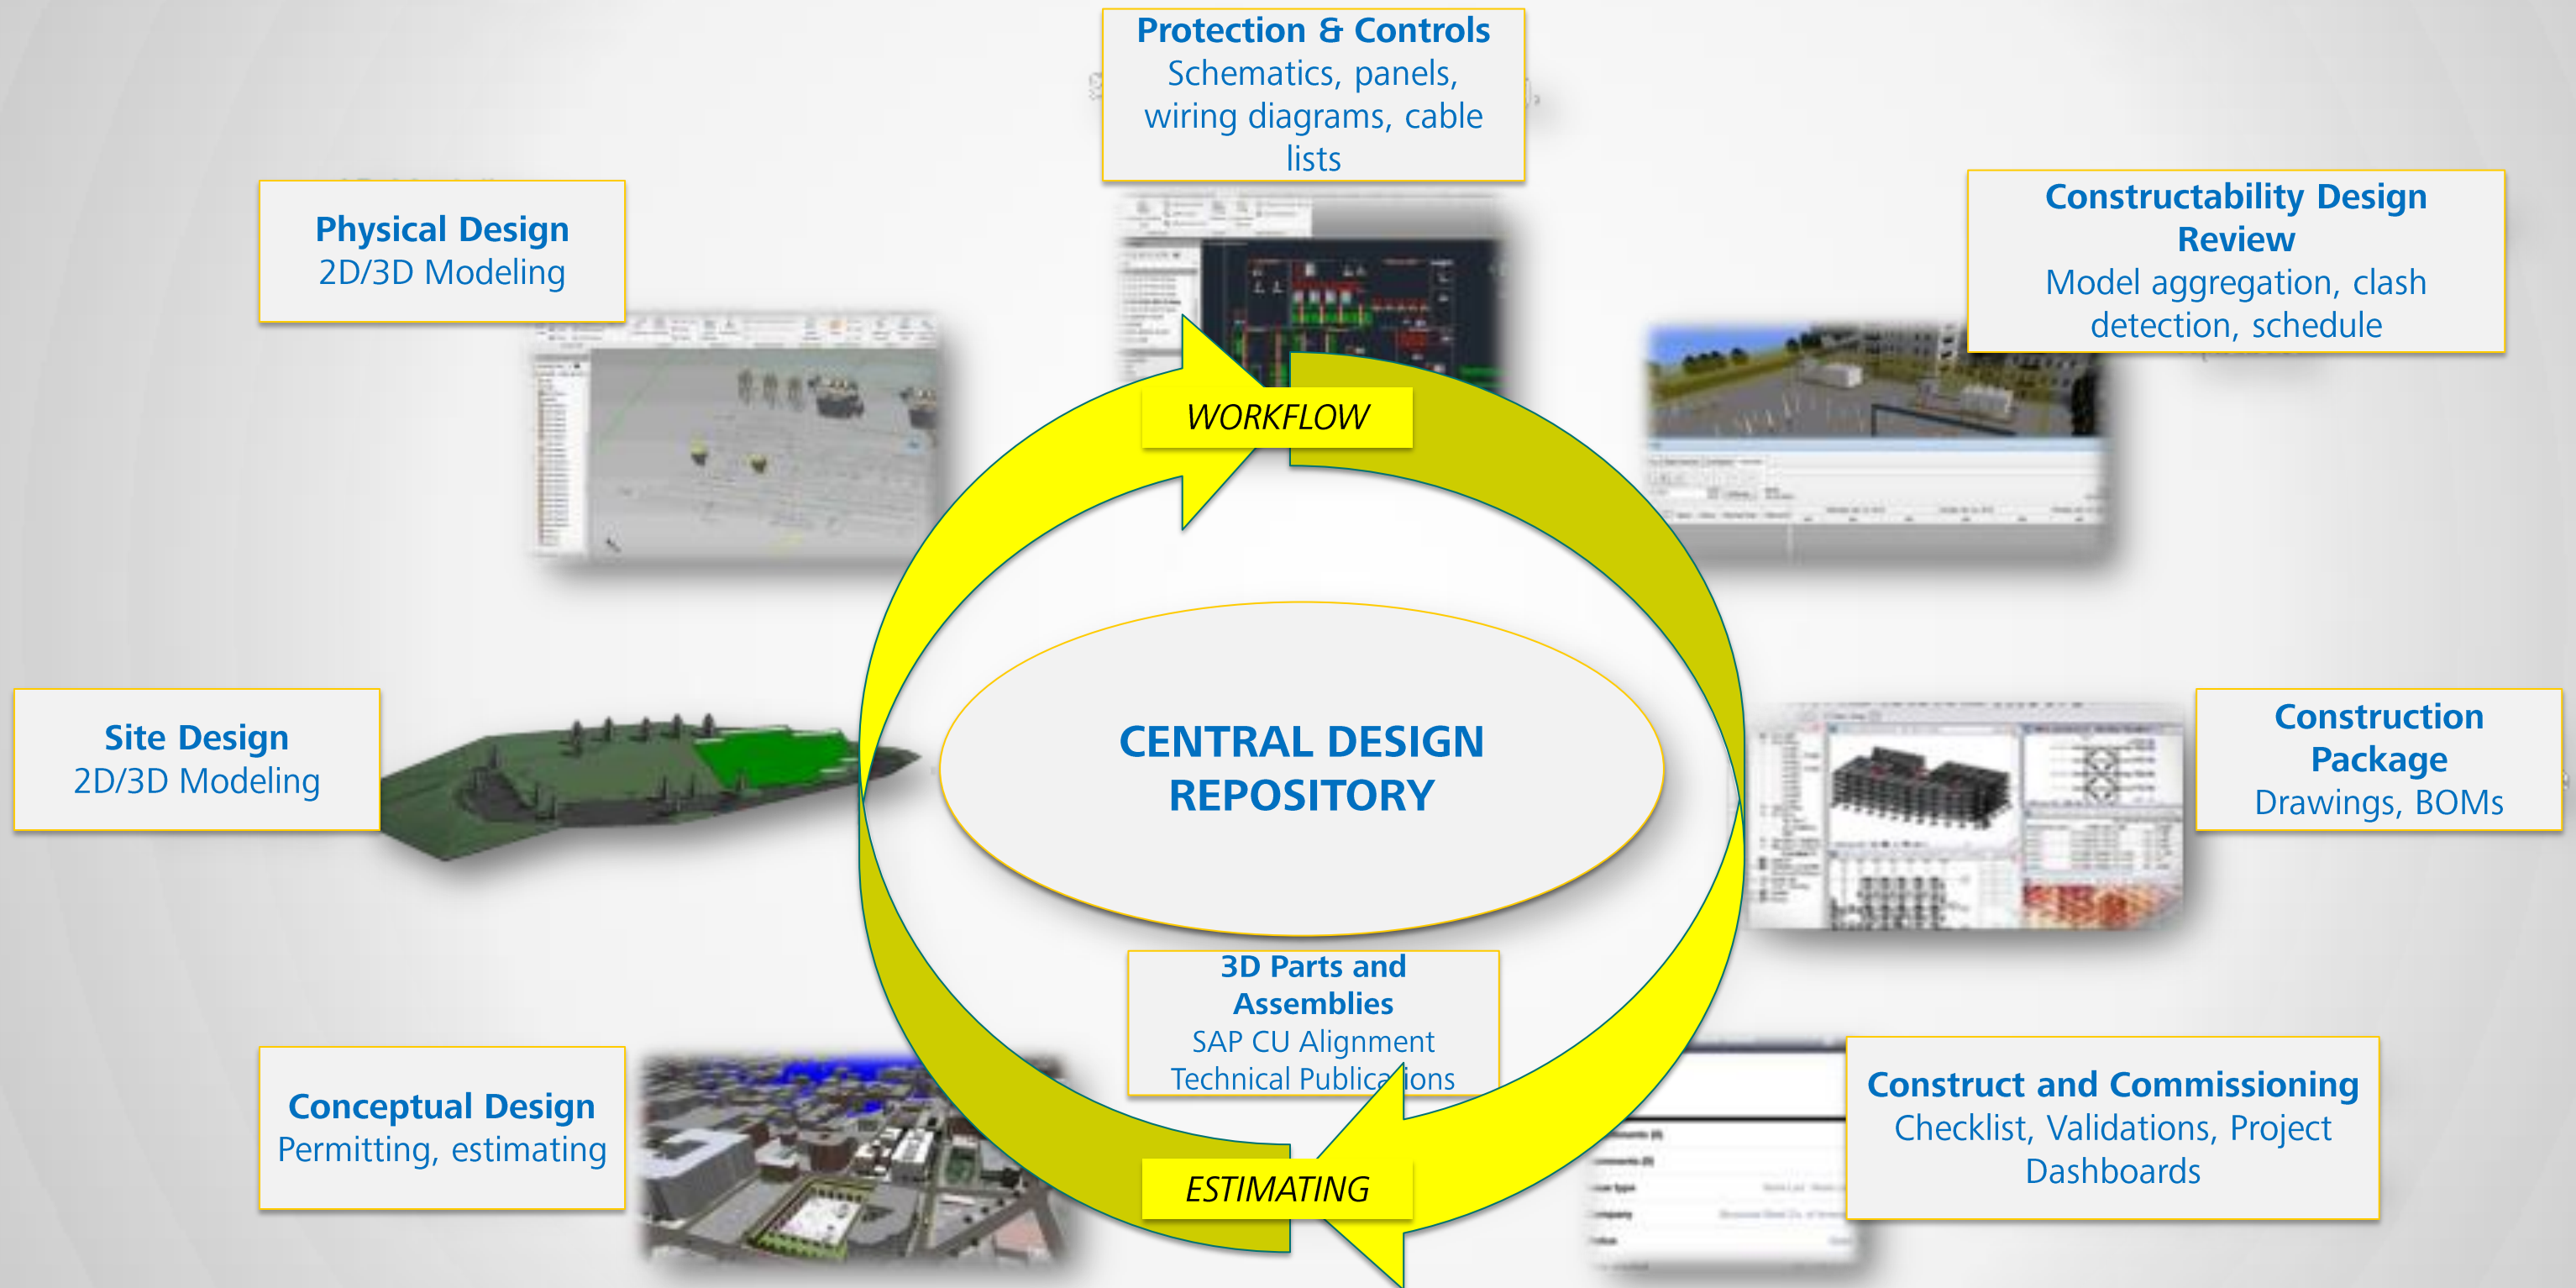 Protection & Controls
Schematics, panels,
wiring diagrams, cable
lists
Physical Design
2D/3D Modeling
Constructability Design
Review
Model aggregation, clash
detection, schedule
WORKFLOW
Site Design
2D/3D Modeling
CENTRAL DESIGN
REPOSITORY
Construction
Package
Drawings, BOMs
3D Parts and
Assemblies
SAP CU Alignment
Technical Publications
Conceptual Design
Permitting, estimating
Construct and Commissioning
Checklist, Validations, Project
Dashboards
ESTIMATING